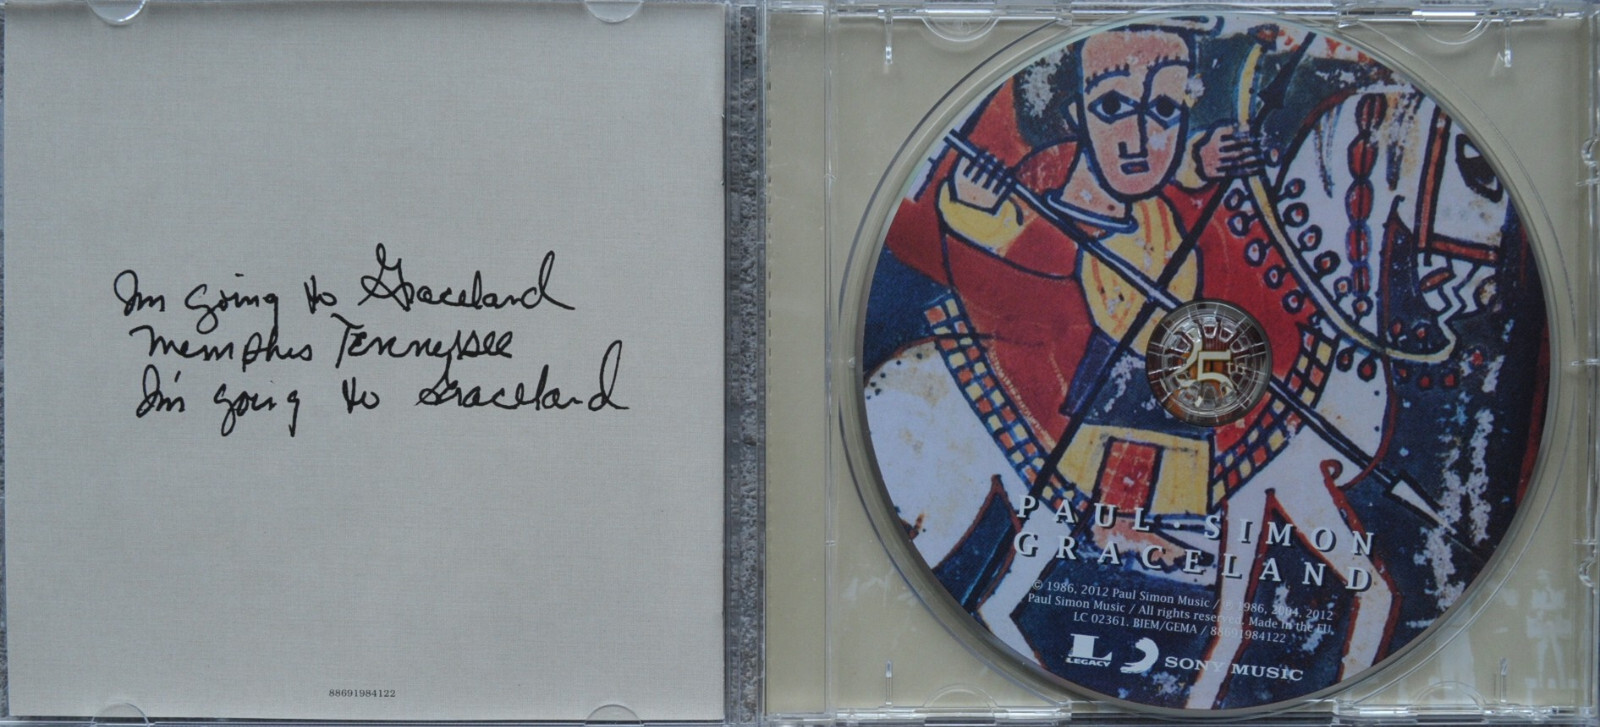 I'm going to Graceland
Memphis Tennessee
I'm going to Graceland
88691984122
25
PAUL · SIMON
GRACELAND
© 1986, 2012 Paul Simon Music / ℗ 1986, 2004, 2012
Paul Simon Music / All rights reserved. Made in the EU.
LC 02361. BIEM/GEMA / 88691984122
L LEGACY SONY MUSIC